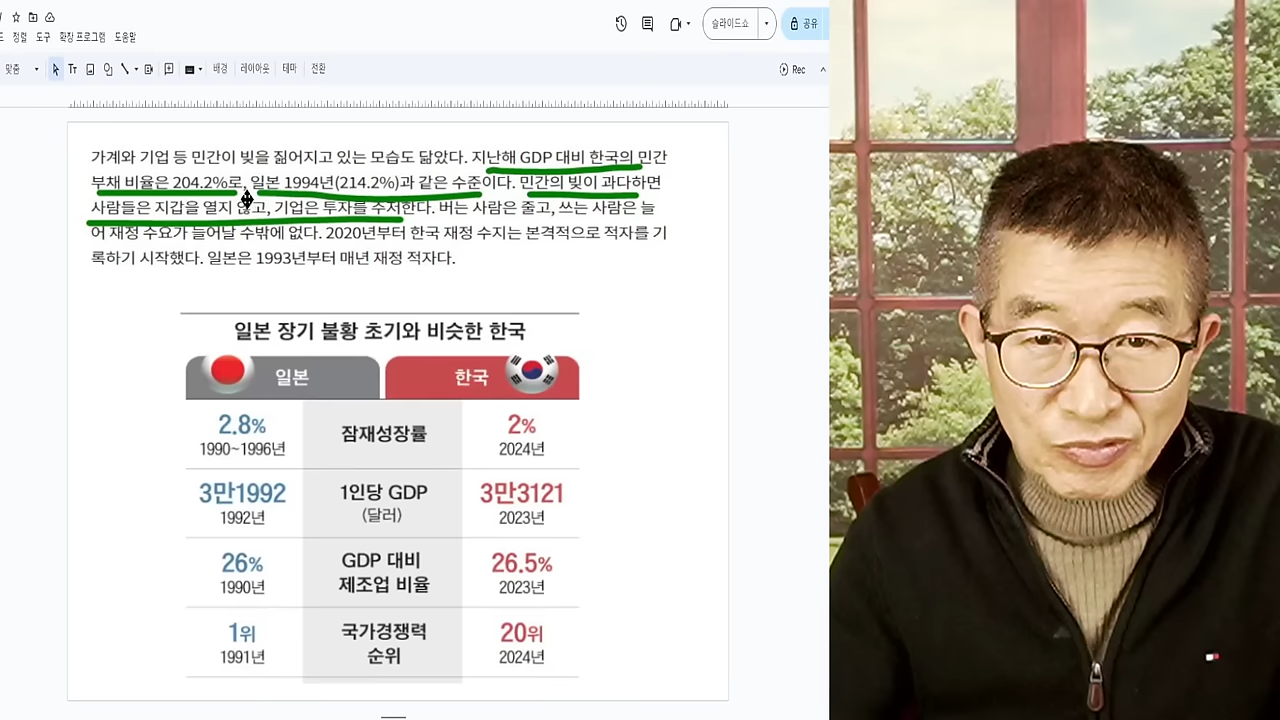 정렬 도구 확장 프로그램 도움말
슬라이드쇼
공유
맞춤
Tт
배경 레이아웃 테마 전환
Rec
가계와 기업 등 민간이 빚을 짊어지고 있는 모습도 닮았다. 지난해 GDP 대비 한국의 민간
부채 비율은 204.2%로, 일본 1994년(214.2%)과 같은 수준이다. 민간의 빚이 과다하면
사람들은 지갑을 열지 않고, 기업은 투자를 주저한다. 버는 사람은 줄고, 쓰는 사람은 늘
어 재정 수요가 늘어날 수밖에 없다. 2020년부터 한국 재정 수지는 본격적으로 적자를 기
록하기 시작했다. 일본은 1993년부터 매년 재정 적자다.
일본 장기 불황 초기와 비슷한 한국
일본 한국
2.8% 잠재성장률 2%
1990~1996년 2024년
3만1992 1인당 GDP 3만3121
1992년 (달러) 2023년
26% GDP 대비 26.5%
1990년 제조업 비율 2023년
1위 국가경쟁력 20위
1991년 순위 2024년